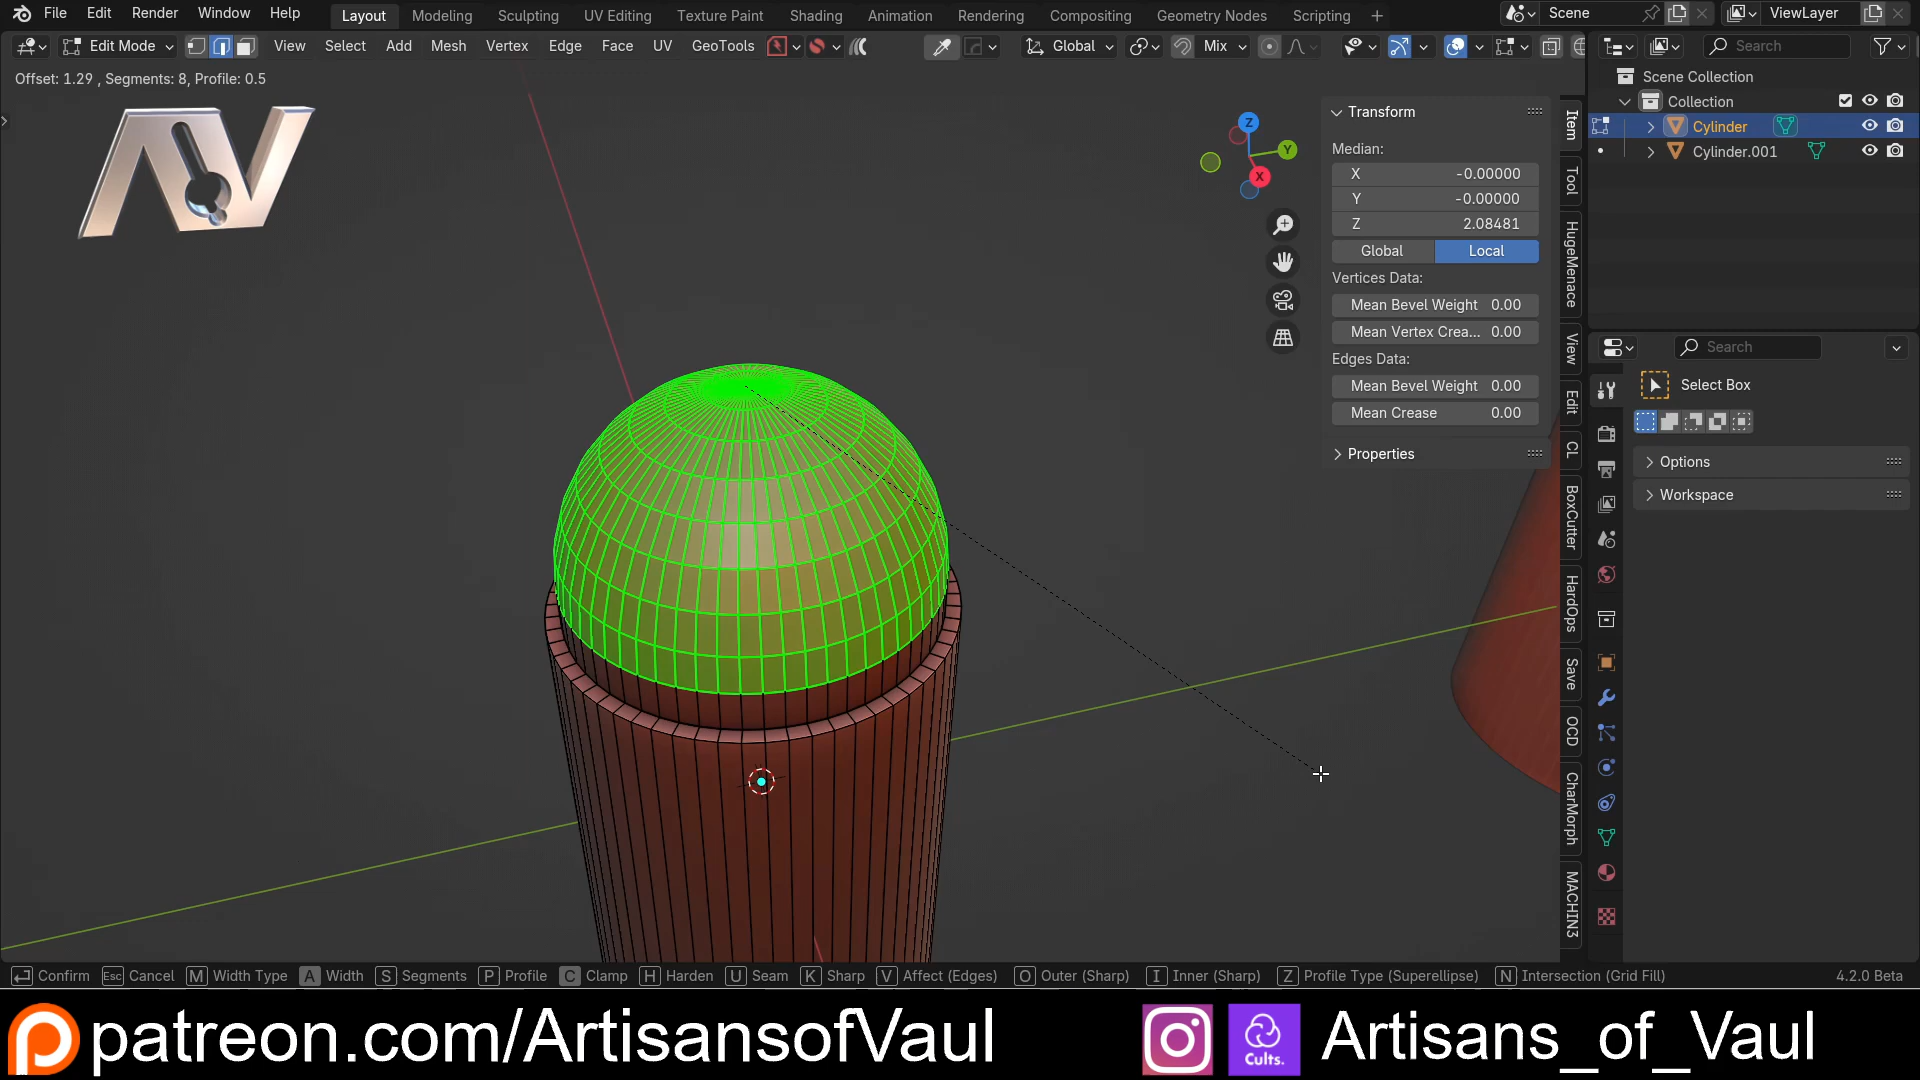 File Edit Render Window Help Layout Modeling Sculpting UV Editing Texture Paint Shading Animation Rendering Compositing Geometry Nodes Scripting + Scene ViewLayer
Edit Mode View Select Add Mesh Vertex Edge Face UV GeoTools Global Mix Search
Offset: 1.29 , Segments: 8, Profile: 0.5
Scene Collection
Collection
Cylinder
Cylinder.001
AV
Z
Y
X
Transform
Median:
X -0.00000
Y -0.00000
Z 2.08481
Global Local
Vertices Data:
Mean Bevel Weight 0.00
Mean Vertex Crea... 0.00
Edges Data:
Mean Bevel Weight 0.00
Mean Crease 0.00
Properties
Item
Tool
HugeMenace
View
Edit
CL
BoxCutter
HardOps
Save
OCD
CharMorph
MACHIN3
Search
Select Box
Options
Workspace
Confirm Esc Cancel M Width Type A Width S Segments P Profile C Clamp H Harden U Seam K Sharp V Affect (Edges) O Outer (Sharp) I Inner (Sharp) Z Profile Type (Superellipse) N Intersection (Grid Fill) 4.2.0 Beta
patreon.com/ArtisansofVaul Cults. Artisans_of_Vaul